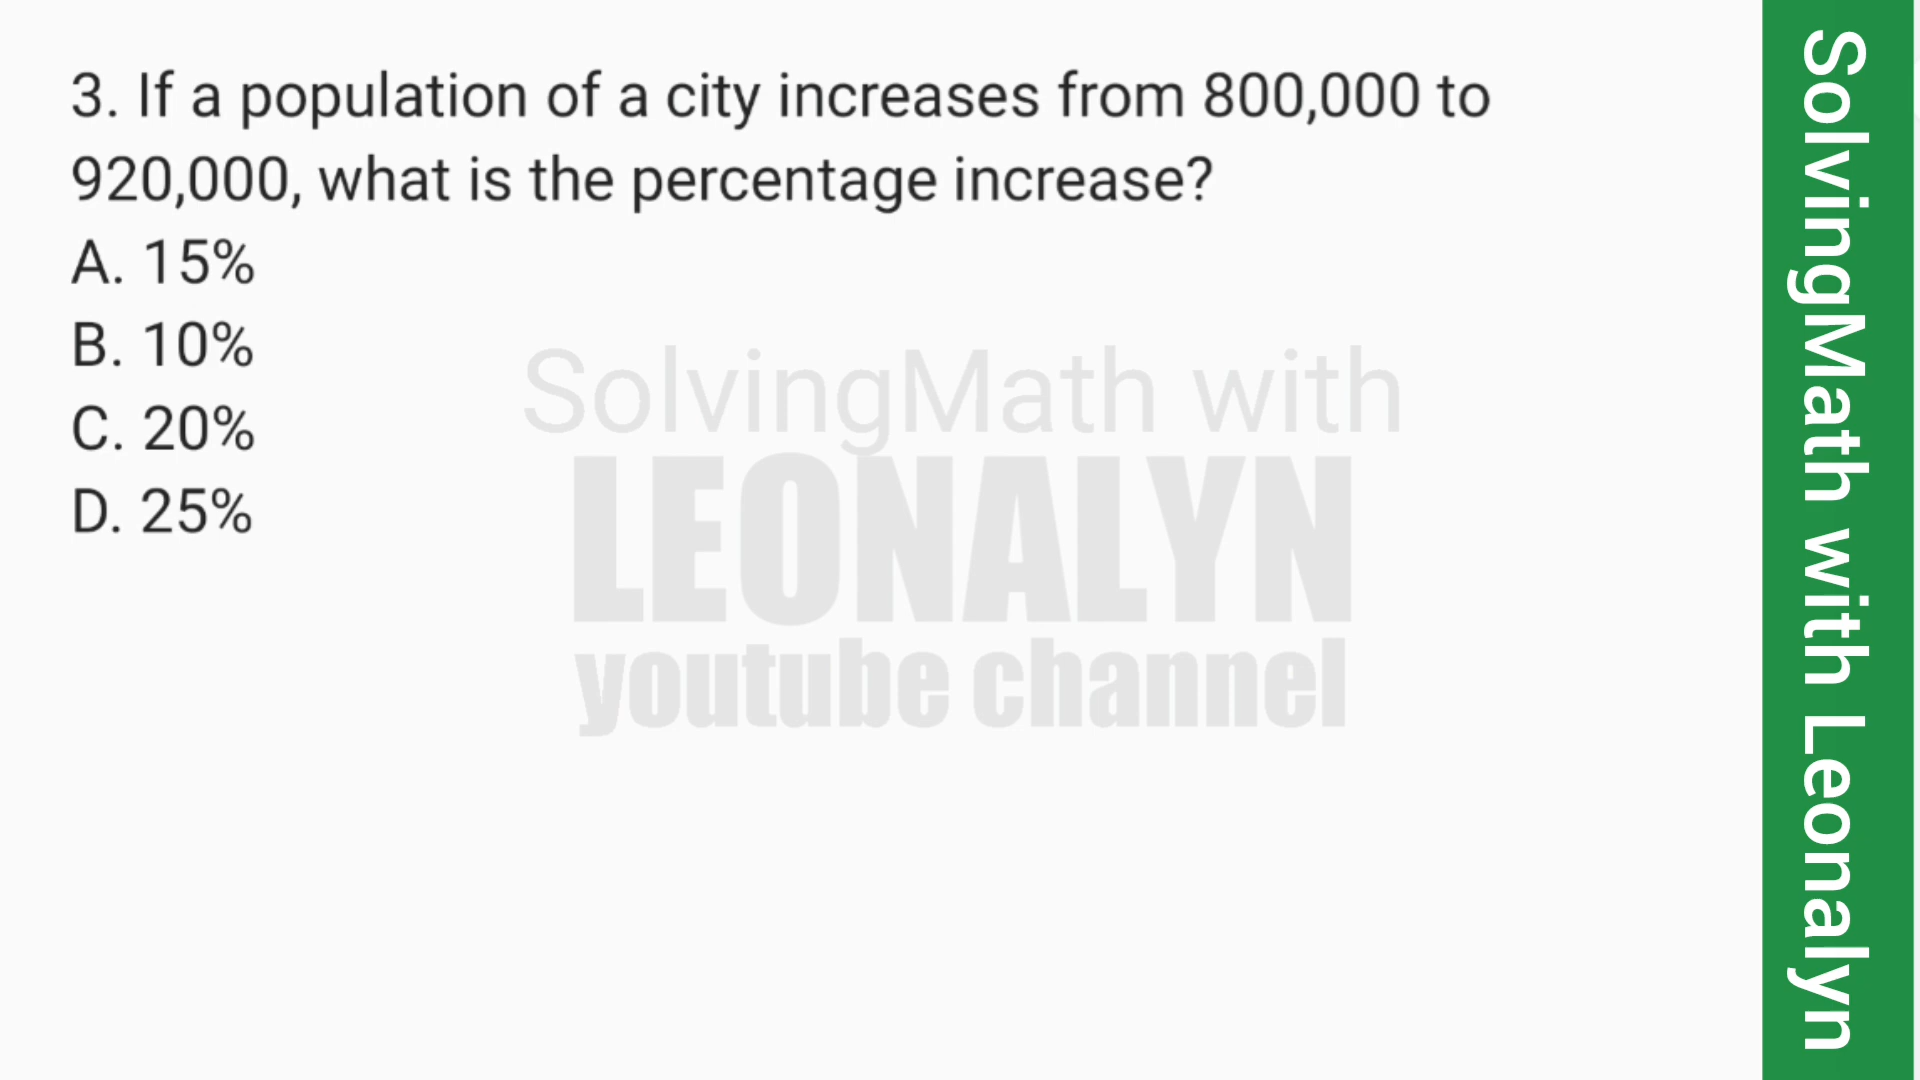 3. If a population of a city increases from 800,000 to
920,000, what is the percentage increase?
A. 15%
B. 10%
C. 20%
D. 25%
SolvingMath with
LEONALYN
youtube channel
SolvingMath with Leonalyn